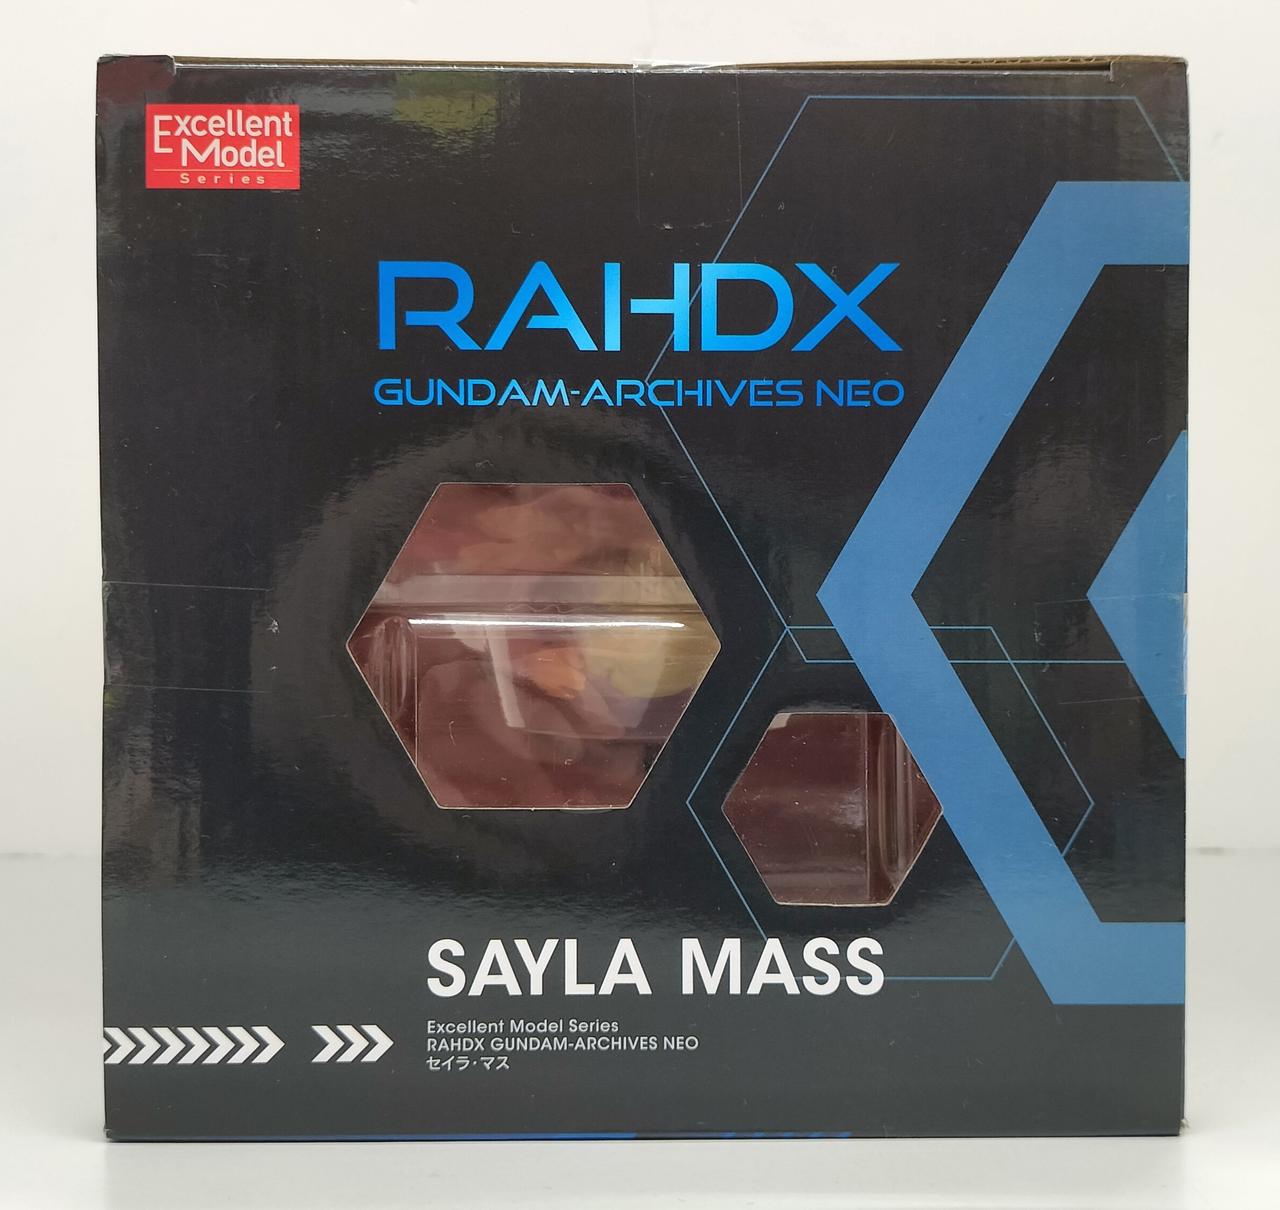 Excellent
Model
Series
RAHDX
GUNDAM-ARCHIVES NEO
SAYLA MASS
Excellent Model Series
RAHDX GUNDAM-ARCHIVES NEO
セイラ・マス